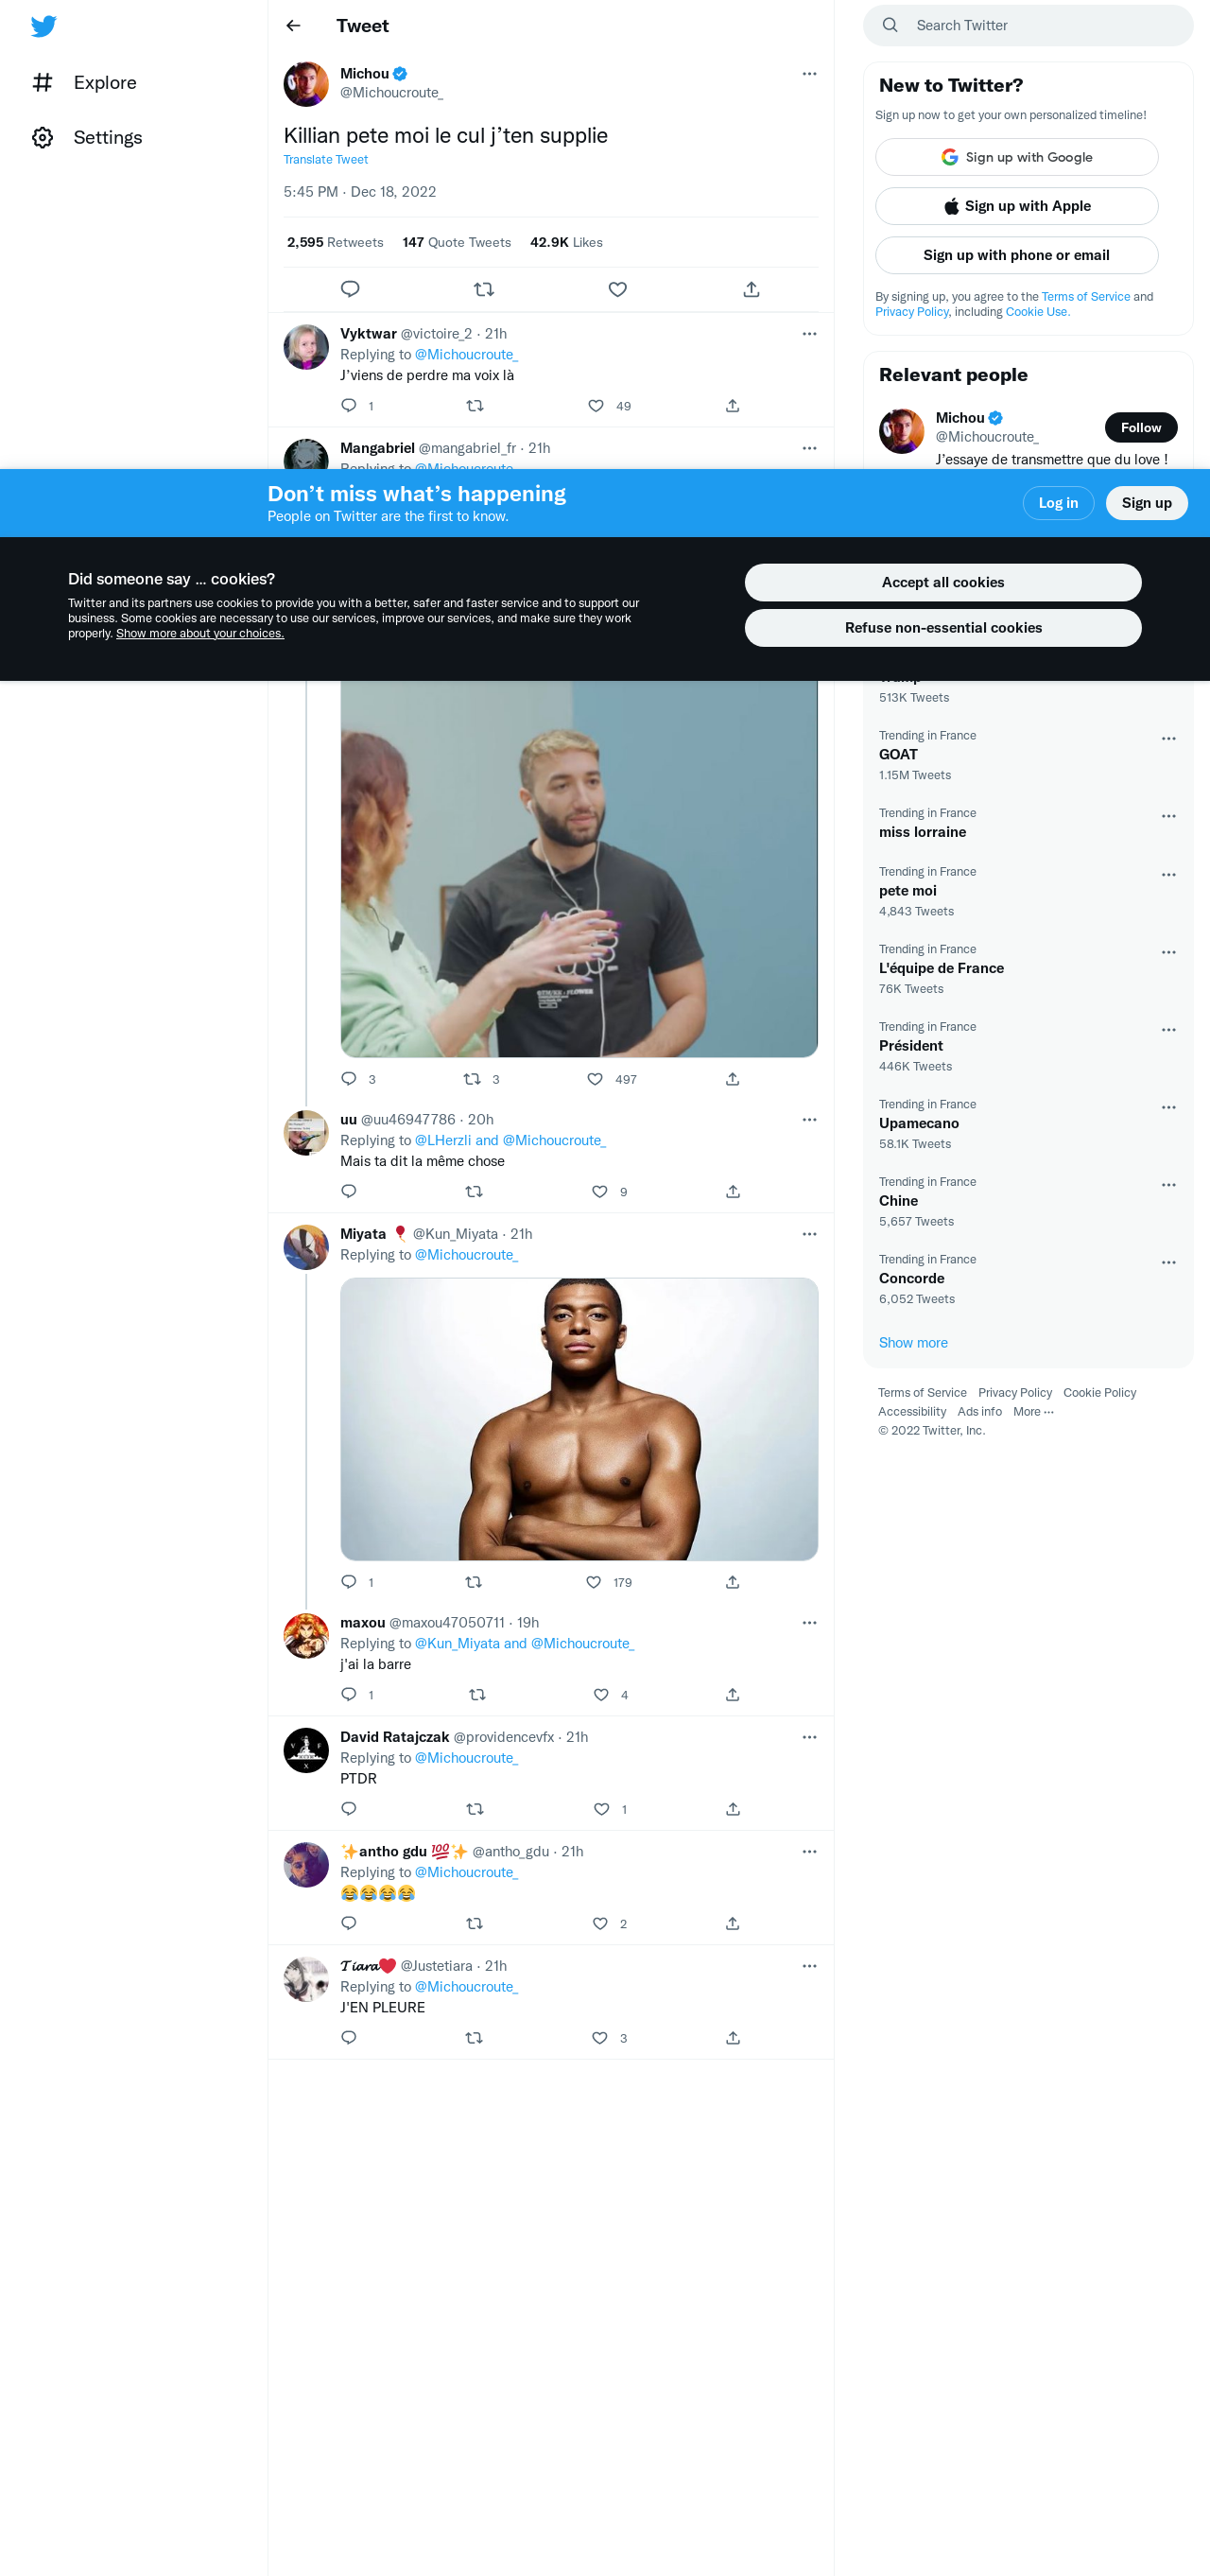 Explore
Settings
Tweet
Michou
@Michoucroute_
Killian pete moi le cul j’ten supplie
Translate Tweet
5:45 PM · Dec 18, 2022
2,595 Retweets 147 Quote Tweets 42.9K Likes
Vyktwar @victoire_2 · 21h
Replying to @Michoucroute_
J’viens de perdre ma voix là
1 49
Mangabriel @mangabriel_fr · 21h
Replying to @Michoucroute_
Search Twitter
New to Twitter?
Sign up now to get your own personalized timeline!
Sign up with Google
Sign up with Apple
Sign up with phone or email
By signing up, you agree to the Terms of Service and
Privacy Policy, including Cookie Use.
Relevant people
Michou
@Michoucroute_
Follow
J’essaye de transmettre que du love !
Don’t miss what’s happening
People on Twitter are the first to know.
Log in
Sign up
Did someone say … cookies?
Twitter and its partners use cookies to provide you with a better, safer and faster service and to support our
business. Some cookies are necessary to use our services, improve our services, and make sure they work
properly. Show more about your choices.
Accept all cookies
Refuse non-essential cookies
3 3 497
uu @uu46947786 · 20h
Replying to @LHerzli and @Michoucroute_
Mais ta dit la même chose
9
Miyata 🎈 @Kun_Miyata · 21h
Replying to @Michoucroute_
1 179
maxou @maxou47050711 · 19h
Replying to @Kun_Miyata and @Michoucroute_
j'ai la barre
1 4
David Ratajczak @providencevfx · 21h
Replying to @Michoucroute_
PTDR
1
✨antho gdu 💯✨ @antho_gdu · 21h
Replying to @Michoucroute_
😂😂😂😂
2
𝓣𝓲𝓪𝓻𝓪❤️ @Justetiara · 21h
Replying to @Michoucroute_
J'EN PLEURE
3
513K Tweets
Trending in France
GOAT
1.15M Tweets
Trending in France
miss lorraine
Trending in France
pete moi
4,843 Tweets
Trending in France
L'équipe de France
76K Tweets
Trending in France
Président
446K Tweets
Trending in France
Upamecano
58.1K Tweets
Trending in France
Chine
5,657 Tweets
Trending in France
Concorde
6,052 Tweets
Show more
Terms of Service Privacy Policy Cookie Policy
Accessibility Ads info More ···
© 2022 Twitter, Inc.